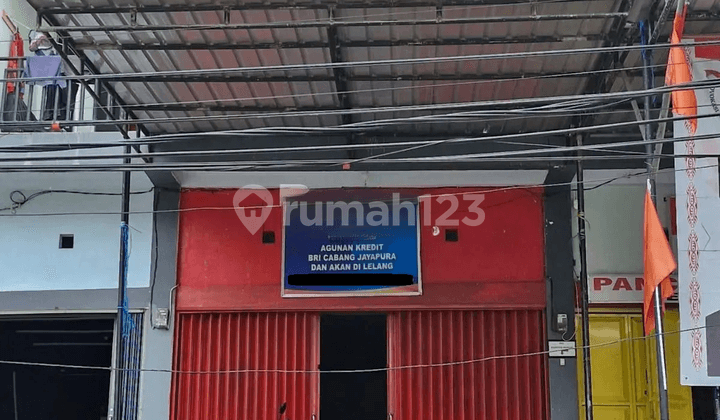 rumah123
AGUNAN KREDIT
BRI CABANG JAYAPURA
DAN AKAN DI LELANG
PAN